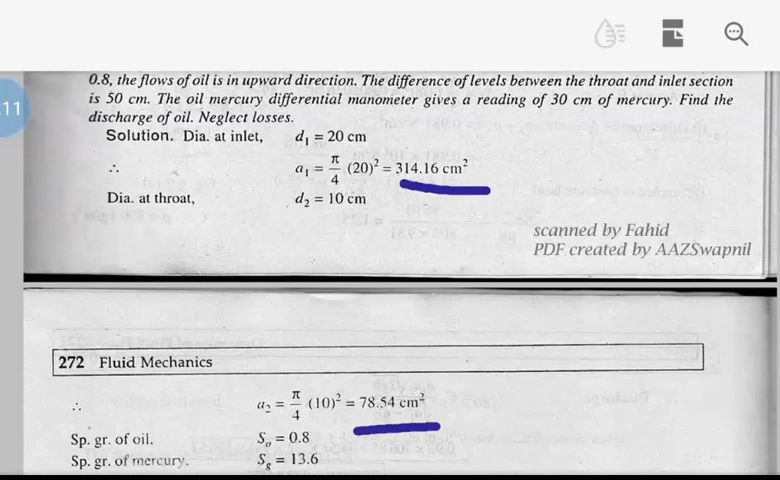 11
0.8, the flows of oil is in upward direction. The difference of levels between the throat and inlet section
is 50 cm. The oil mercury differential manometer gives a reading of 30 cm of mercury. Find the
discharge of oil. Neglect losses.
Solution. Dia. at inlet, d₁ = 20 cm
∴ a₁ = π/4 (20)² = 314.16 cm²
Dia. at throat, d₂ = 10 cm
scanned by Fahid
PDF created by AAZSwapnil
272 Fluid Mechanics
∴ a₂ = π/4 (10)² = 78.54 cm²
Sp. gr. of oil. Sₒ = 0.8
Sp. gr. of mercury. S_g = 13.6